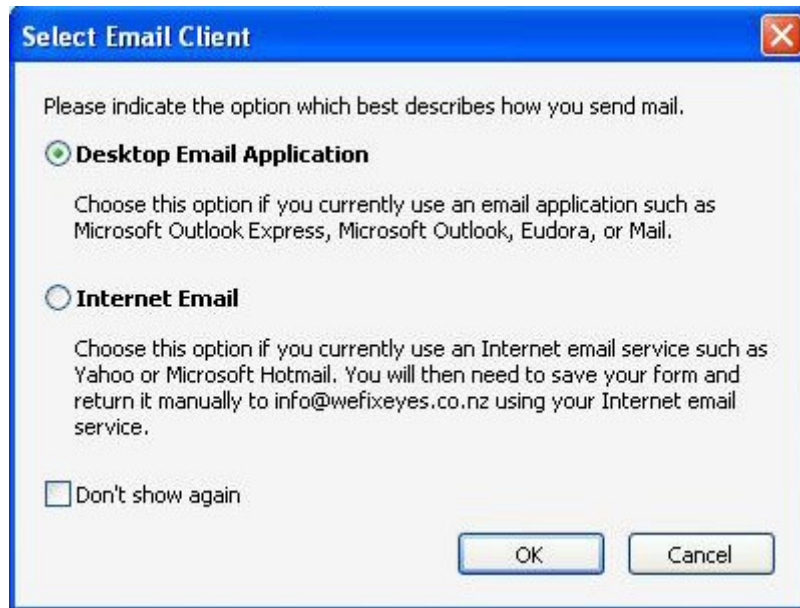 Select Email Client
Please indicate the option which best describes how you send mail.
Desktop Email Application
Choose this option if you currently use an email application such as
Microsoft Outlook Express, Microsoft Outlook, Eudora, or Mail.
Internet Email
Choose this option if you currently use an Internet email service such as
Yahoo or Microsoft Hotmail. You will then need to save your form and
return it manually to info@wefixeyes.co.nz using your Internet email
service.
Don't show again
OK
Cancel